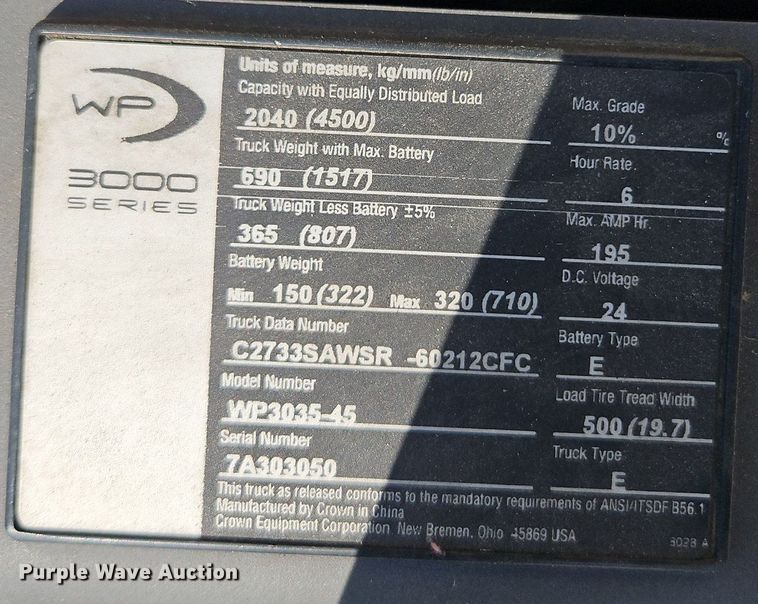 WP
3000
SERIES
Units of measure, kg/mm(lb/in)
Capacity with Equally Distributed Load
2040 (4500)
Truck Weight with Max. Battery
690 (1517)
Truck Weight Less Battery ±5%
365 (807)
Battery Weight
Min 150 (322) Max 320 (710)
Truck Data Number
C2733SAWSR -60212CFC
Model Number
WP3035-45
Serial Number
7A303050
Max. Grade
10% %
Hour Rate.
6
Max. AMP Hr.
195
D.C. Voltage
24
Battery Type
E
Load Tire Tread Width
500 (19.7)
Truck Type
E
This truck as released conforms to the mandatory requirements of ANSI/ITSDF B56.1
Manufactured by Crown in China
Crown Equipment Corporation New Bremen, Ohio 45869 USA
3028 A
Purple Wave Auction